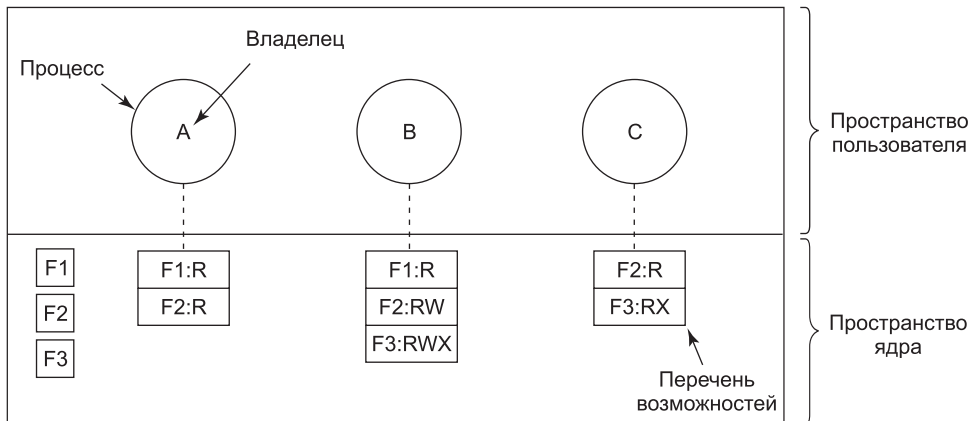 Владелец
Процесс
A
B
C
Пространство
пользователя
F1
F2
F3
F1:R
F2:R
F1:R
F2:RW
F3:RWX
F2:R
F3:RX
Перечень
возможностей
Пространство
ядра